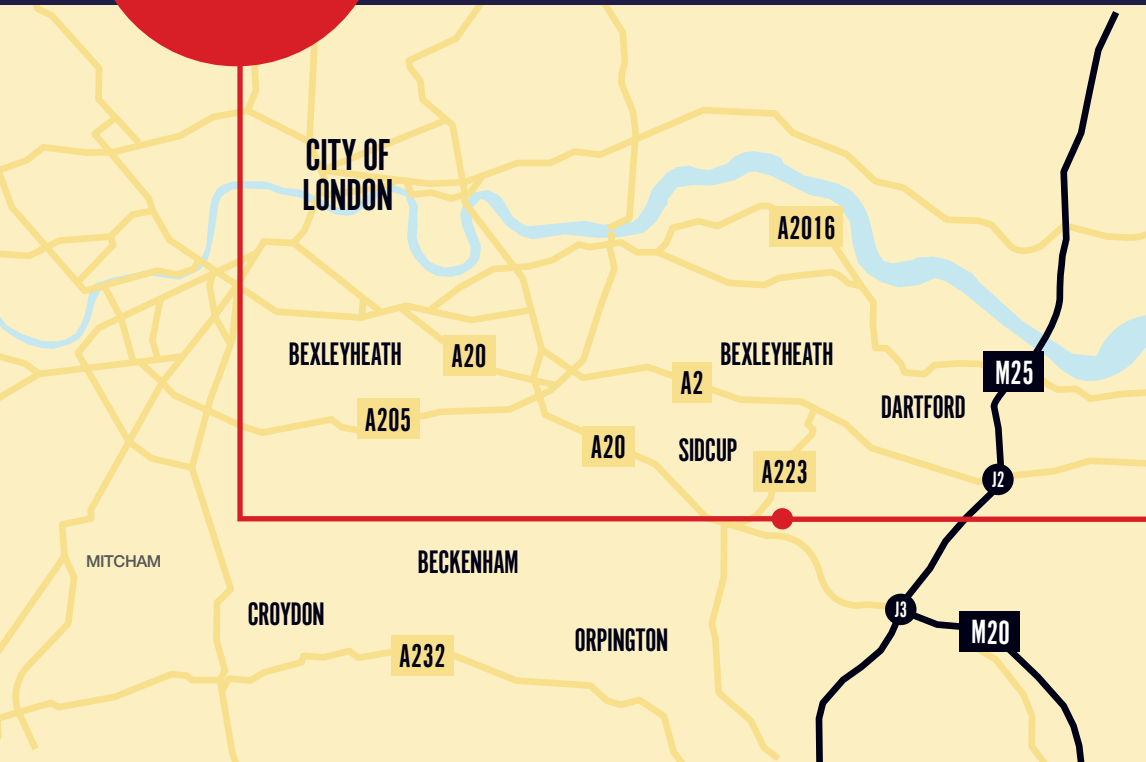 CITY OF
LONDON
A2016
BEXLEYHEATH
A20
BEXLEYHEATH
A2
M25
A205
DARTFORD
A20
SIDCUP
A223
J2
MITCHAM
BECKENHAM
CROYDON
J3
ORPINGTON
M20
A232